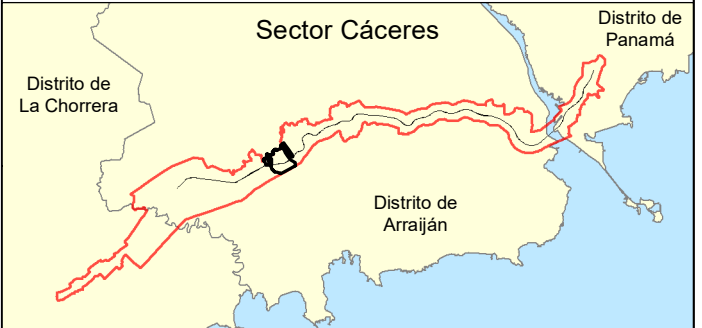 Sector Cáceres
Distrito de
Panamá
Distrito de
La Chorrera
Distrito de
Arraiján